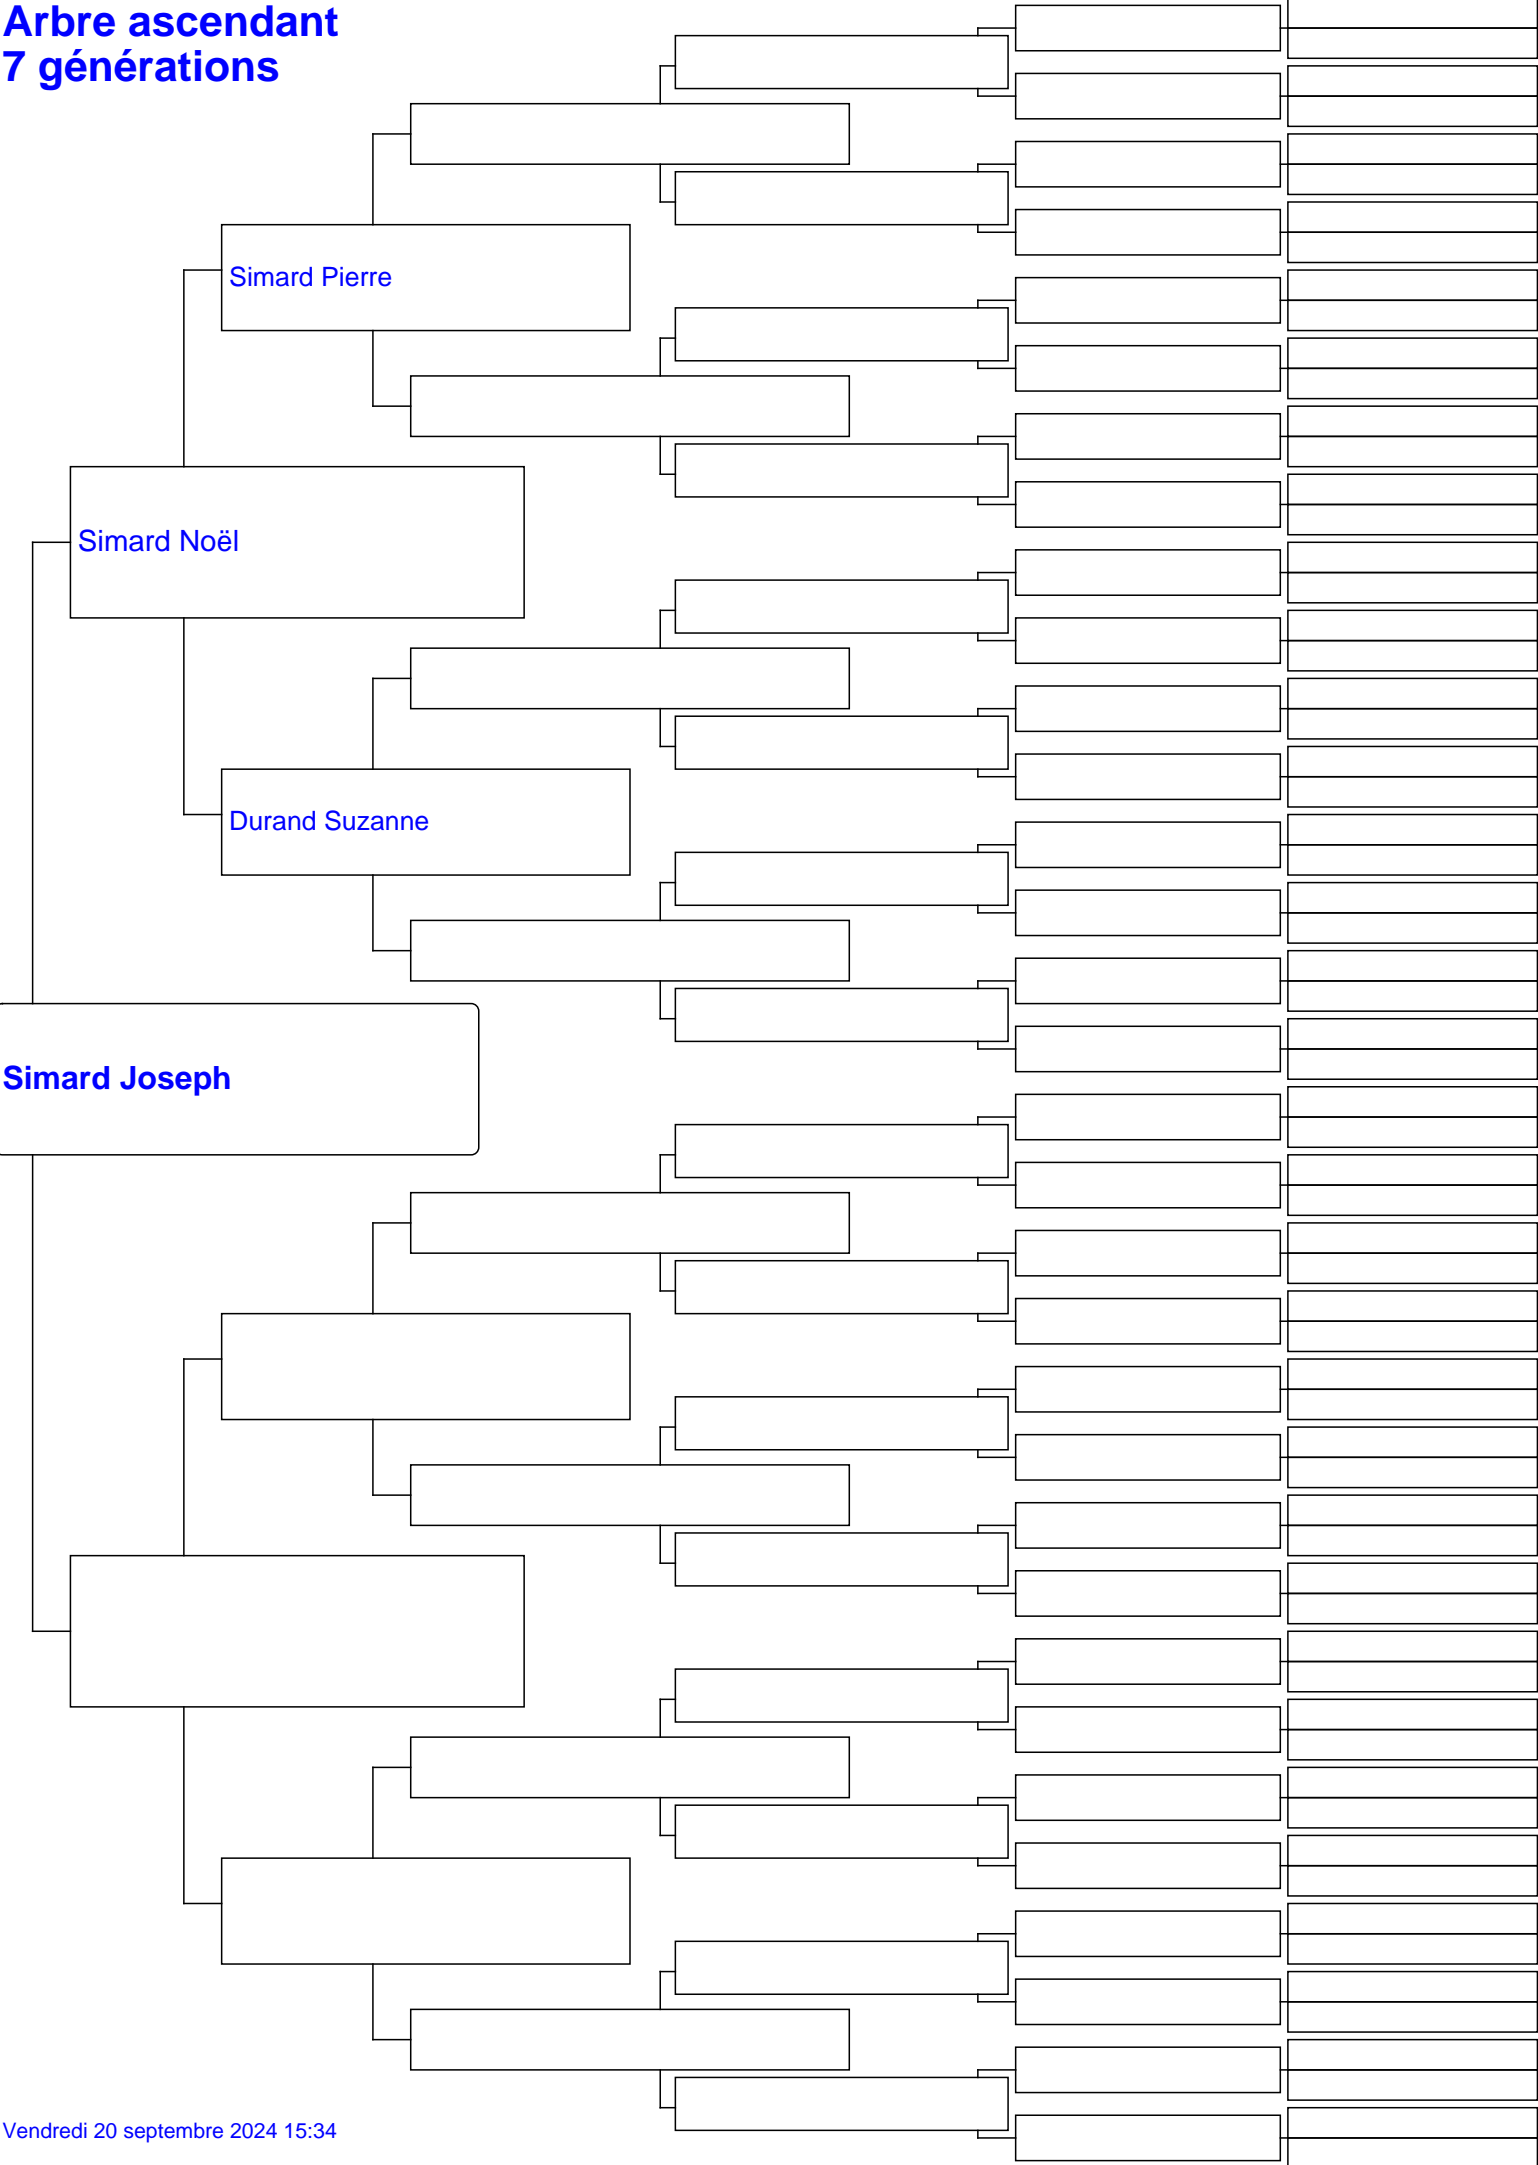 Arbre ascendant
7 générations
Simard Pierre
Simard Noël
Durand Suzanne
Simard Joseph
Vendredi 20 septembre 2024 15:34